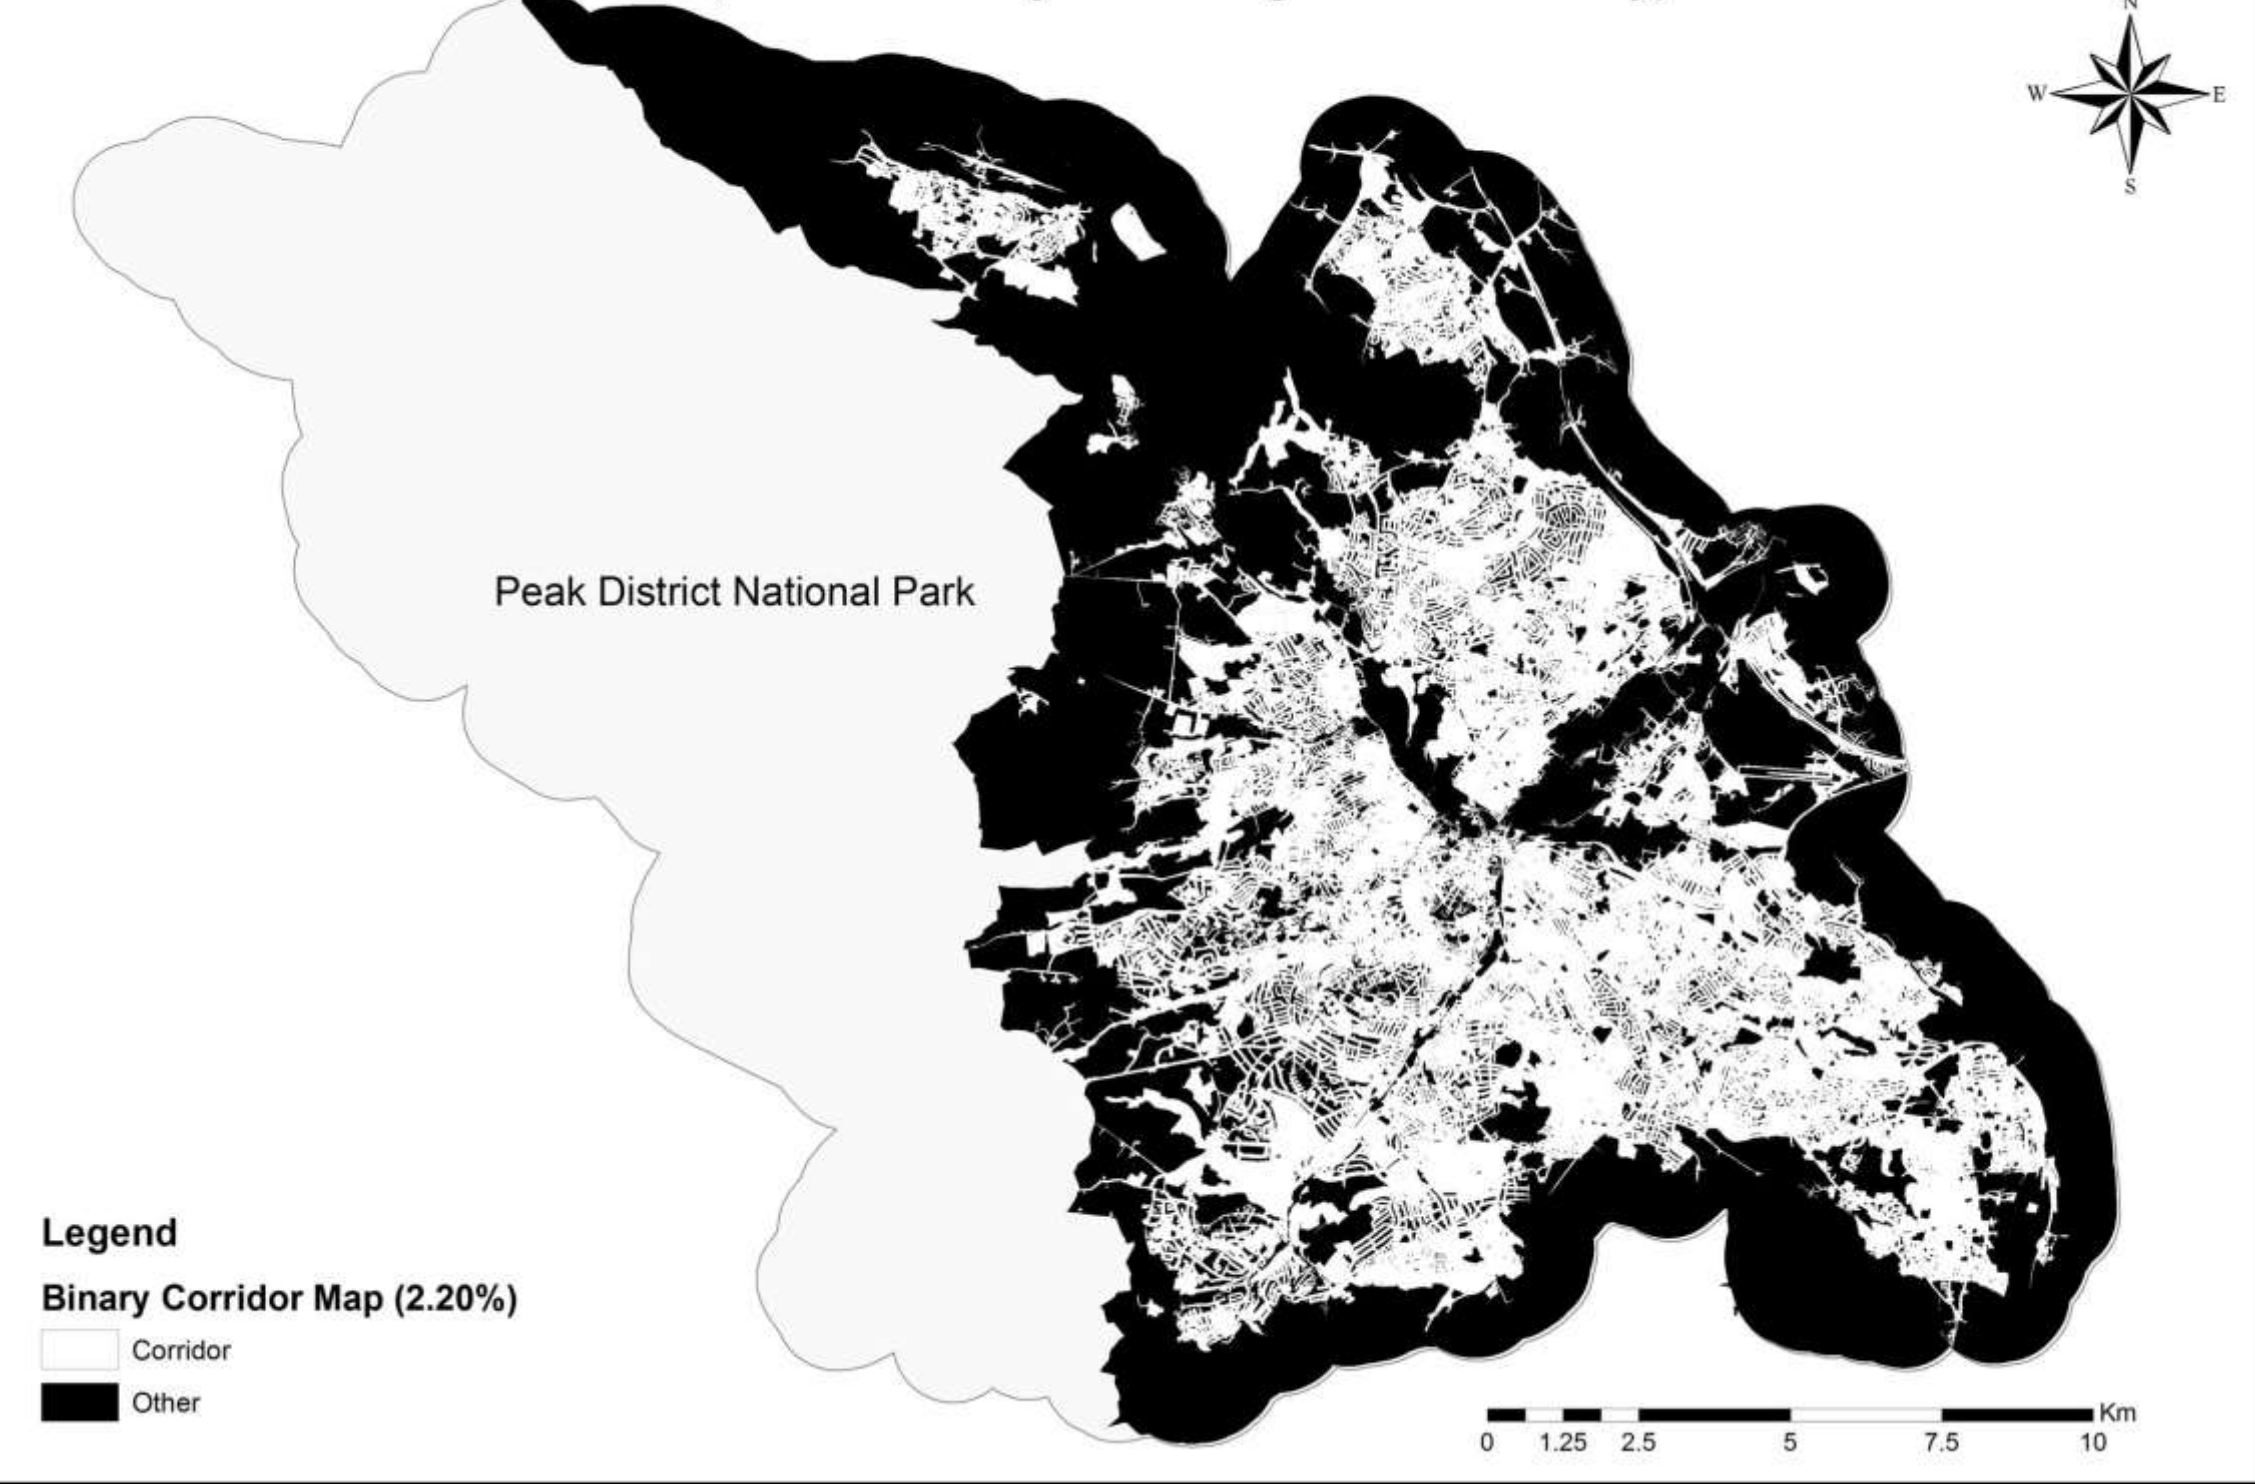 N
W
E
S
Peak District National Park
Legend
Binary Corridor Map (2.20%)
Corridor
Other
Km
0 1.25 2.5 5 7.5 10